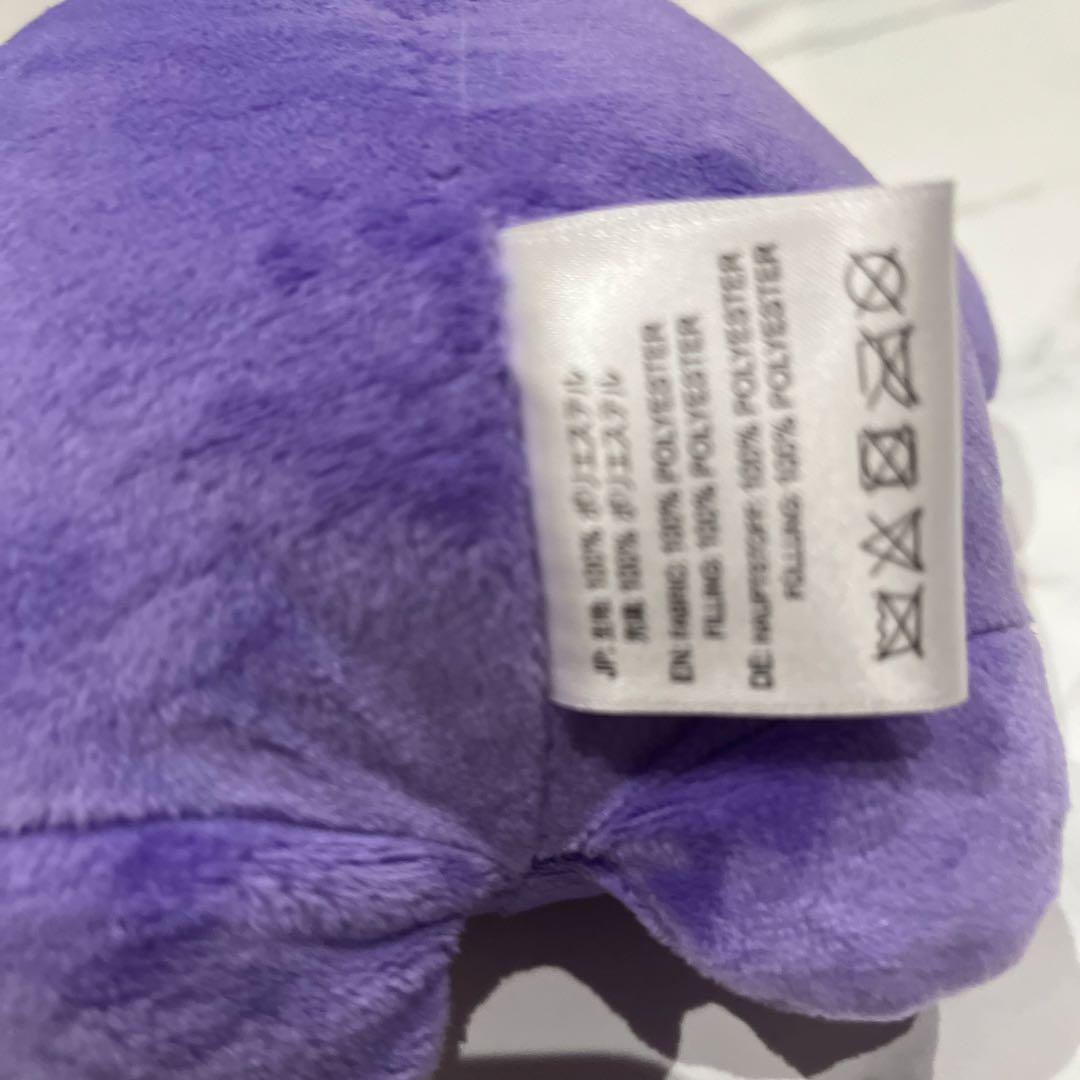 JP: 生地: 100% ポリエステル
充填: 100% ポリエステル
EN: FABRIC: 100% POLYESTER
FILLING: 100% POLYESTER
DE: HAUPTSTOFF: 100% POLYESTER
FÜLLUNG: 100% POLYESTER